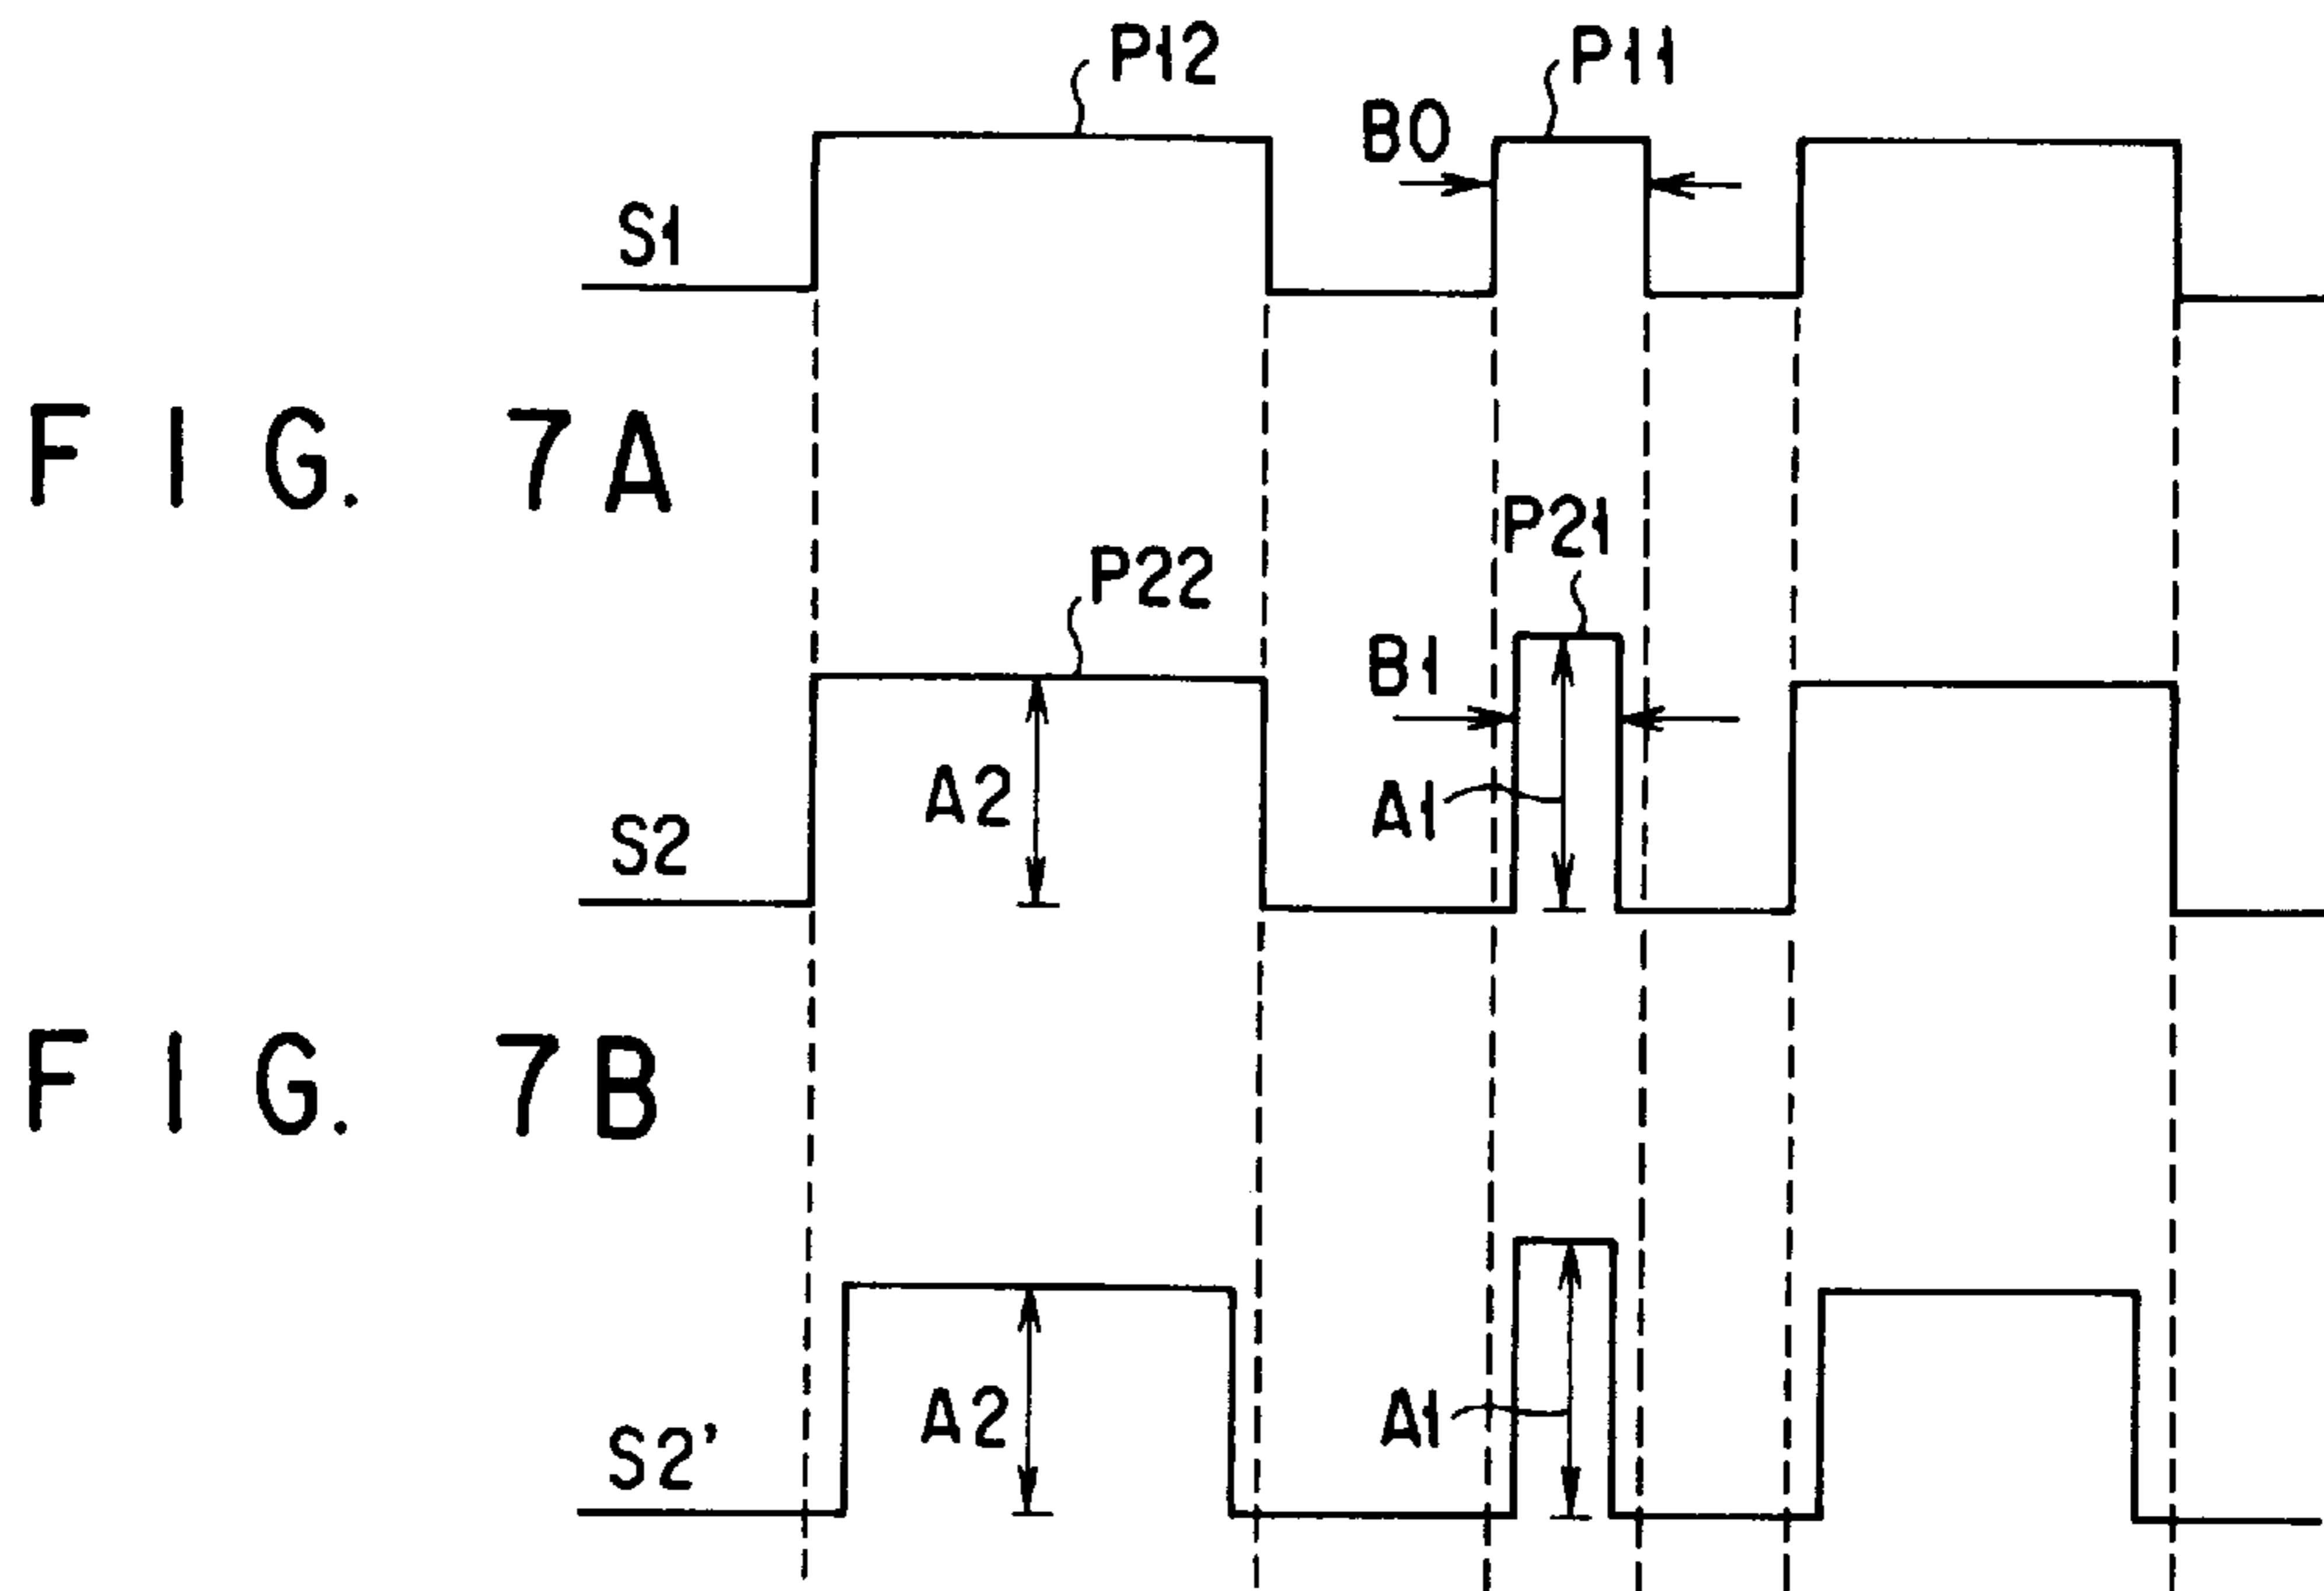 P12
P11
B0
S1
FIG. 7A
P21
P22
B1
A2
A1
S2
FIG. 7B
A2
A1
S2'